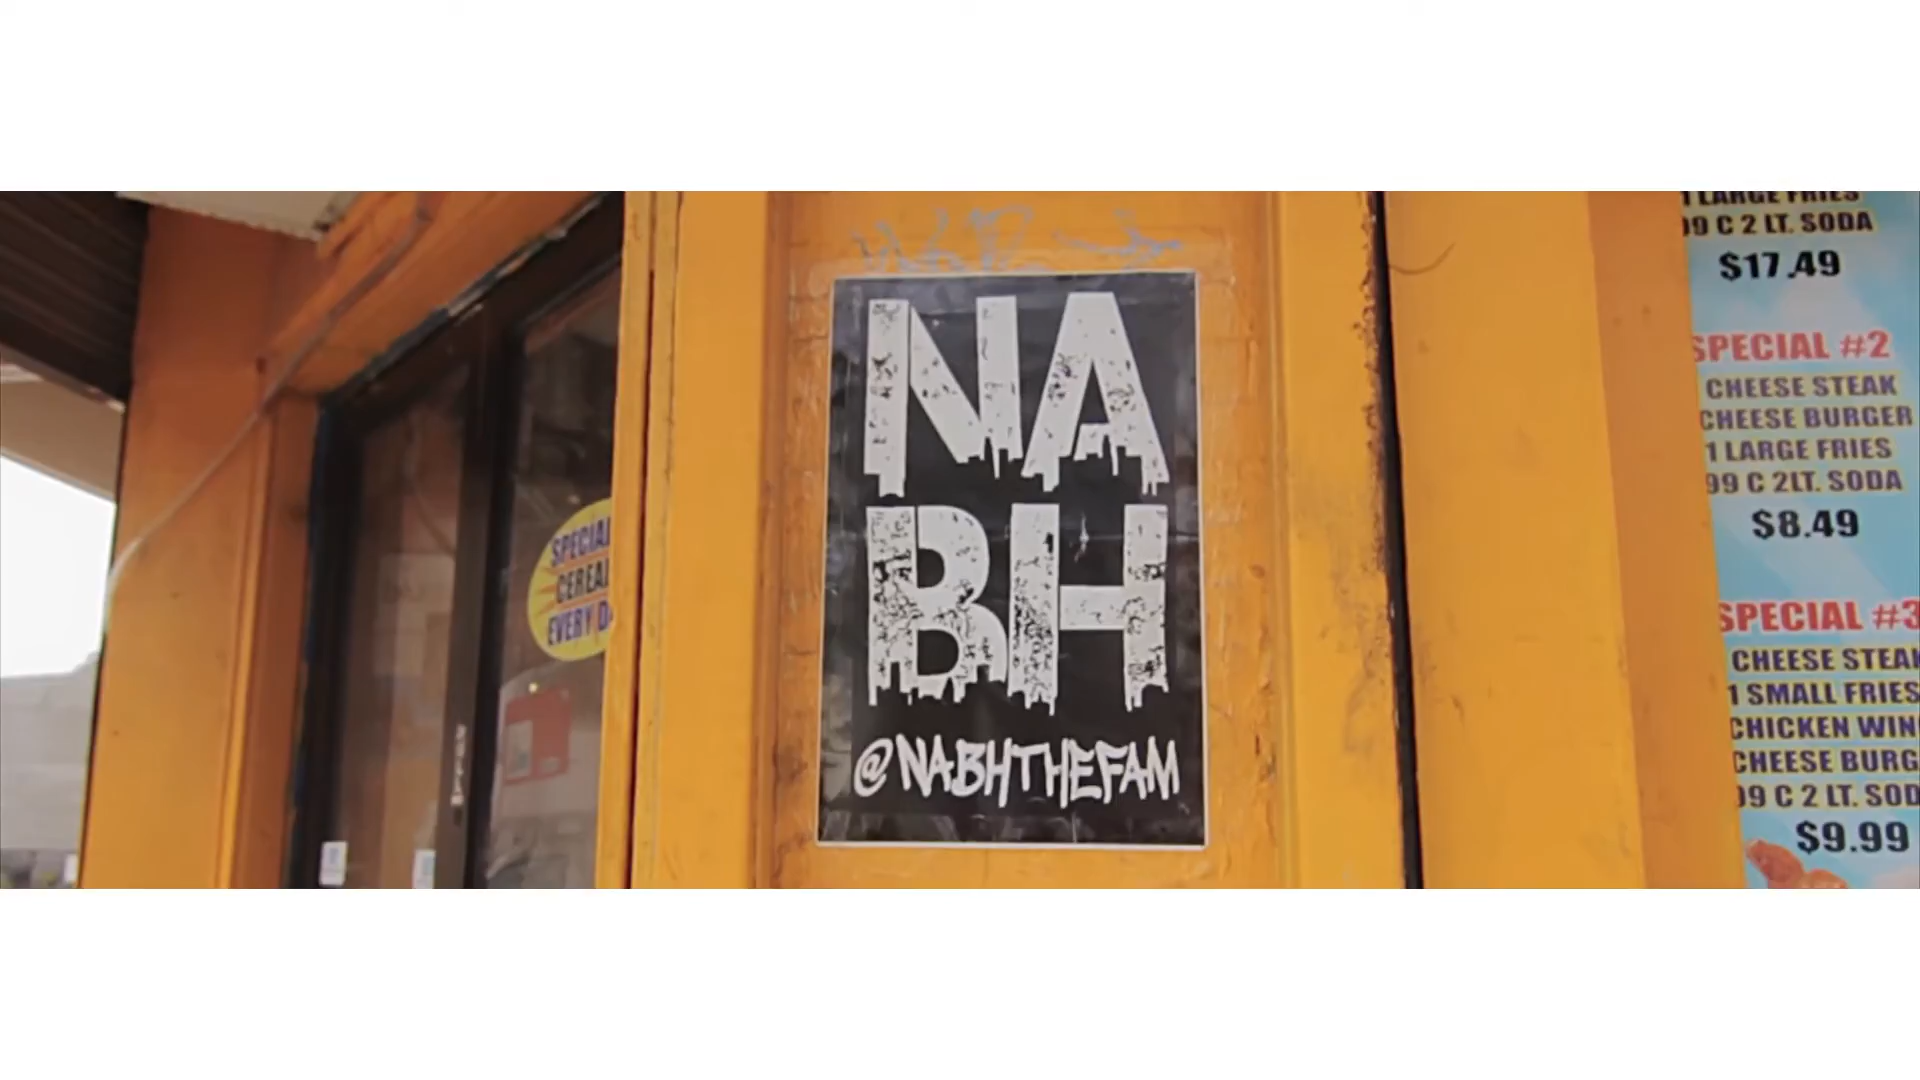 SPECIAL
CEREAL
EVERY
NA
BH
@NABHTHEFAM
1 LARGE FRIES
99 C 2 LT. SODA
$17.49
SPECIAL #2
CHEESE STEAK
CHEESE BURGER
1 LARGE FRIES
99 C 2LT. SODA
$8.49
SPECIAL #3
CHEESE STEAK
1 SMALL FRIES
CHICKEN WIN
CHEESE BURG
99 C 2 LT. SOD
$9.99